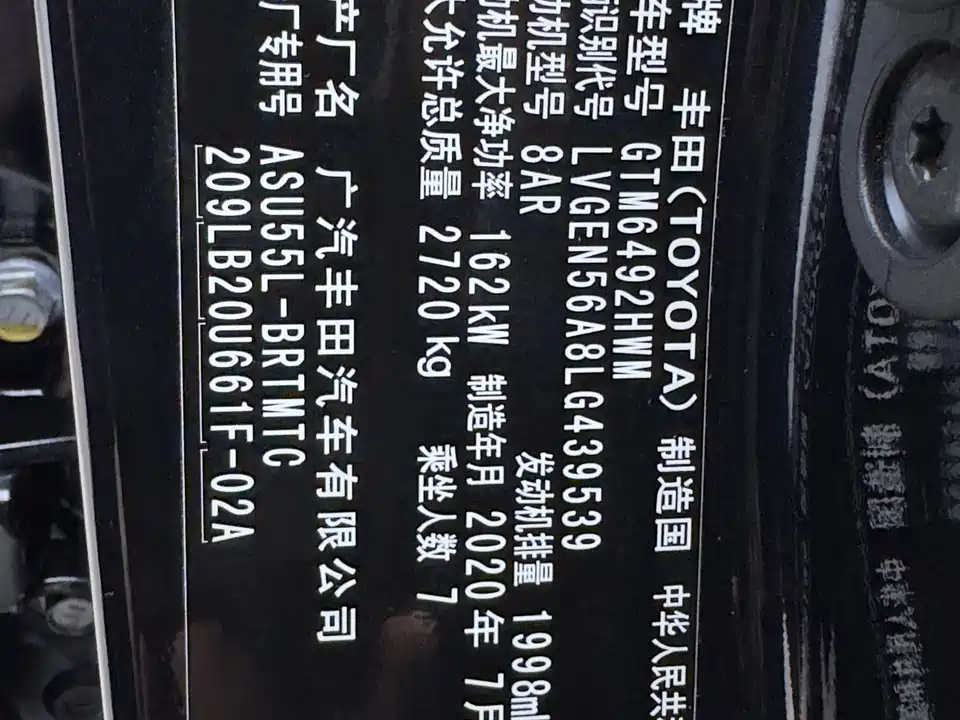 牌 丰田(TOYOTA) 制造国 中华人民共
车型号 GTM6492HWM
识别代号 LVGEN56A8LG439539
动机型号 8AR 发动机排量 1998ml
机最大净功率 162kW 制造年月 2020年 7月
大允许总质量 2720kg 乘坐人数 7
产厂名 广汽丰田汽车有限公司
厂专用号 ASU55L-BRTMTC
209LB20U661F-02A